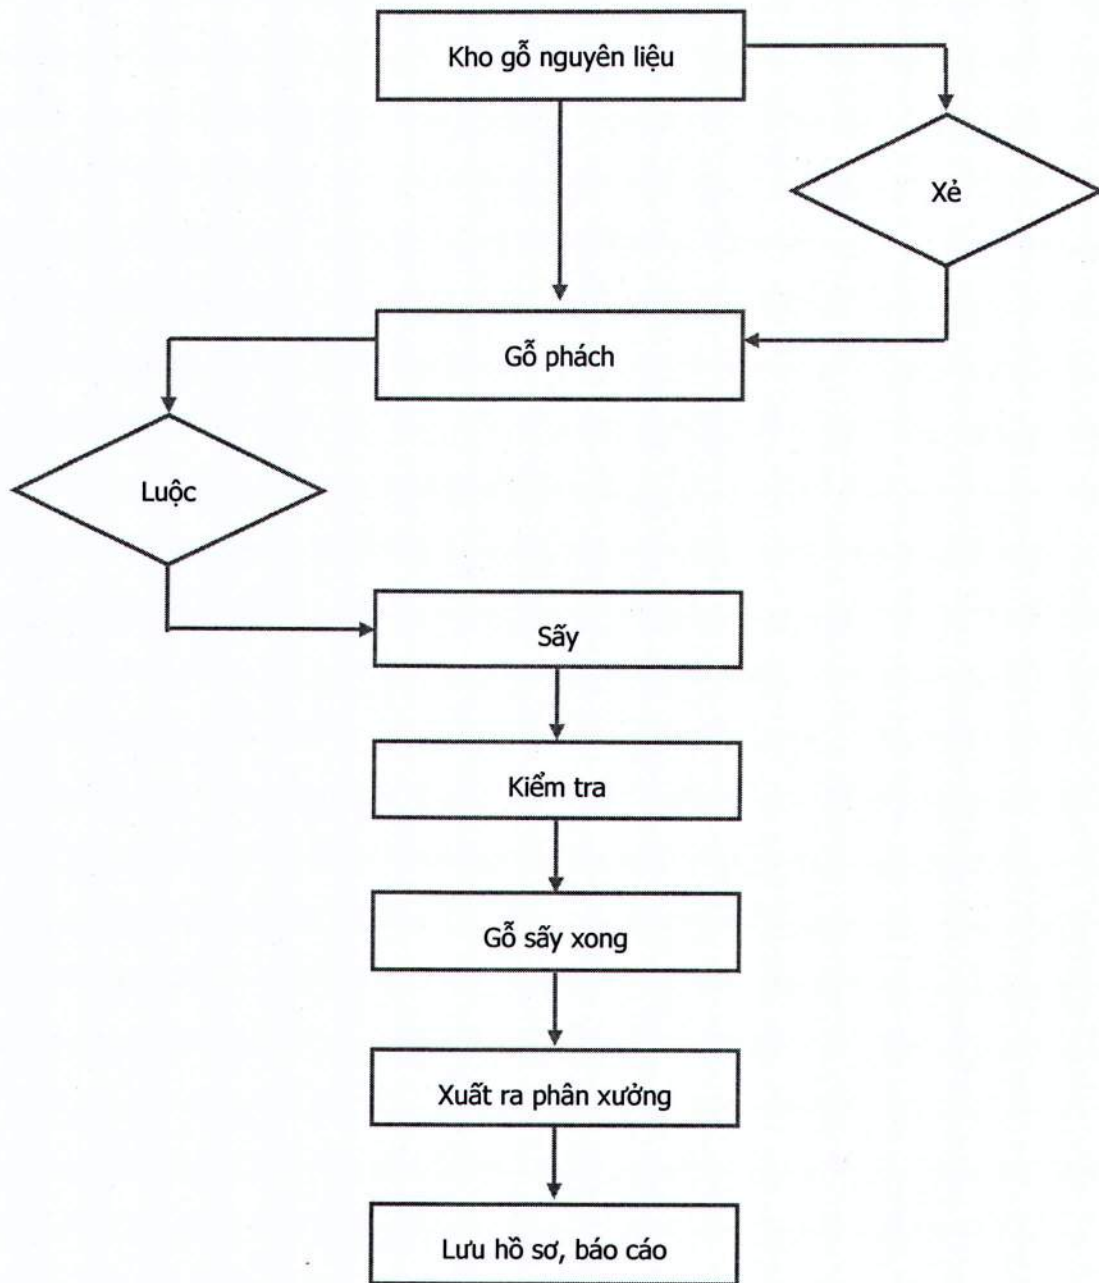 Kho gỗ nguyên liệu
Xẻ
Gỗ phách
Luộc
Sấy
Kiểm tra
Gỗ sấy xong
Xuất ra phân xưởng
Lưu hồ sơ, báo cáo